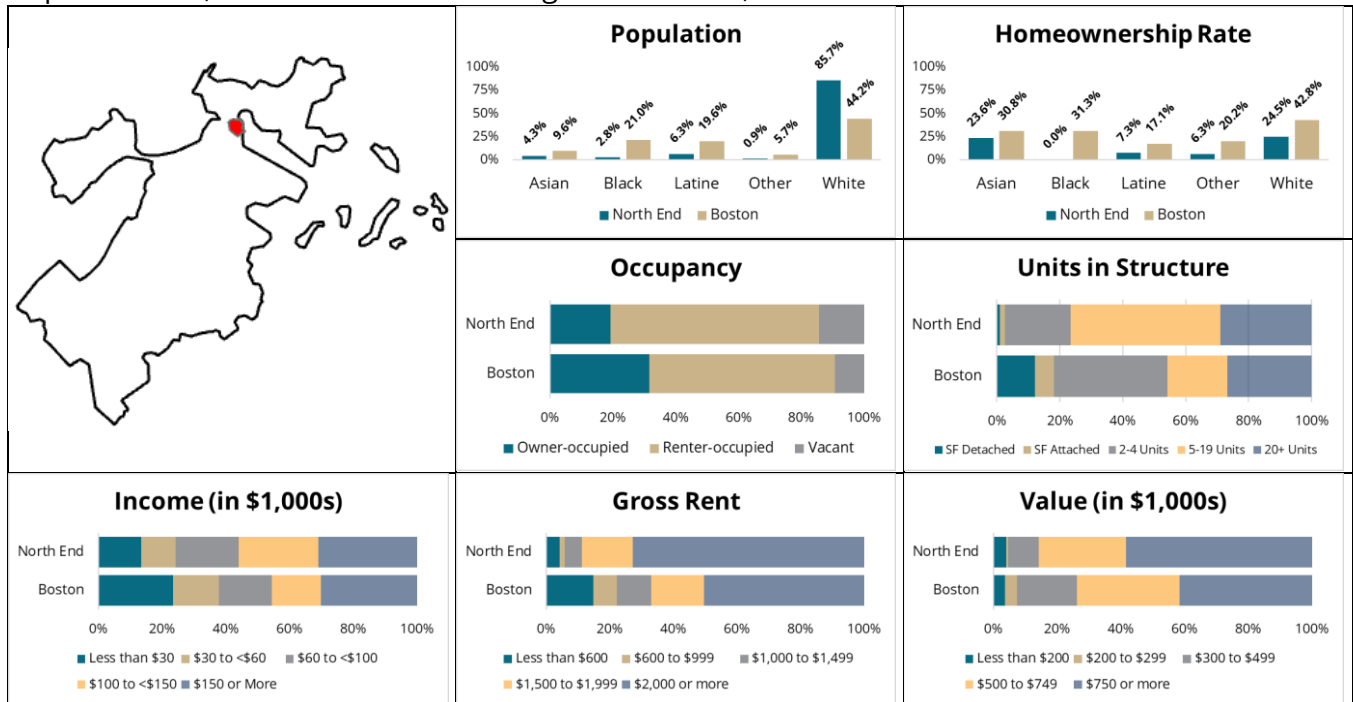 Population
100%
75%
50%
25%
0%
4.3% 9.6% 2.8% 21.0% 6.3% 19.6% 0.9% 5.7% 85.7% 44.2%
Asian Black Latine Other White
North End Boston
Homeownership Rate
100%
75%
50%
25%
0%
23.6% 30.8% 0.0% 31.3% 7.3% 17.1% 6.3% 20.2% 24.5% 42.8%
Asian Black Latine Other White
North End Boston
Occupancy
North End
Boston
0% 20% 40% 60% 80% 100%
Owner-occupied Renter-occupied Vacant
Units in Structure
North End
Boston
0% 20% 40% 60% 80% 100%
SF Detached SF Attached 2-4 Units 5-19 Units 20+ Units
Income (in $1,000s)
North End
Boston
0% 20% 40% 60% 80% 100%
Less than $30 $30 to <$60 $60 to <$100
$100 to <$150 $150 or More
Gross Rent
North End
Boston
0% 20% 40% 60% 80% 100%
Less than $600 $600 to $999 $1,000 to $1,499
$1,500 to $1,999 $2,000 or more
Value (in $1,000s)
North End
Boston
0% 20% 40% 60% 80% 100%
Less than $200 $200 to $299 $300 to $499
$500 to $749 $750 or more